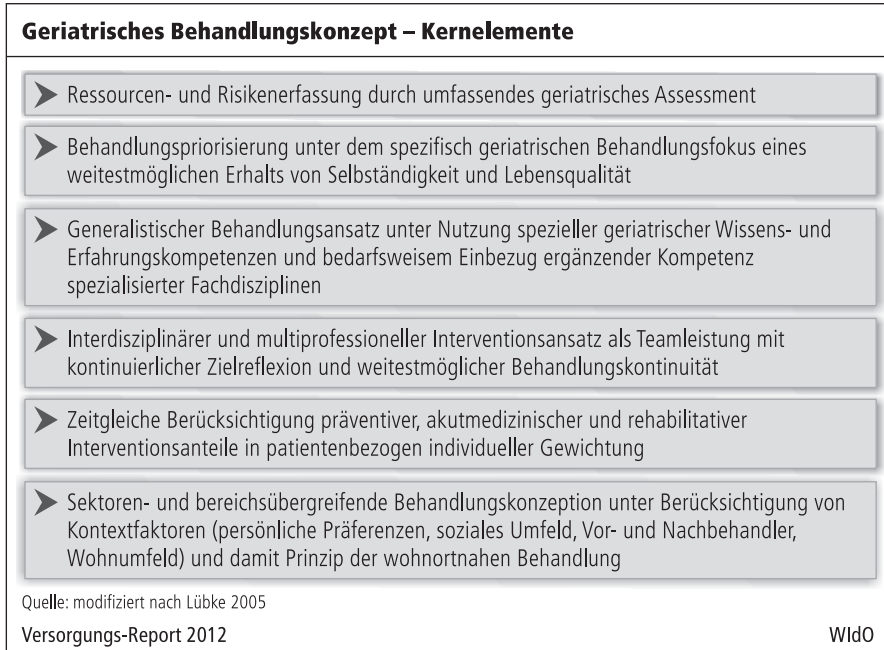 Geriatrisches Behandlungskonzept – Kernelemente
Ressourcen- und Risikenerfassung durch umfassendes geriatrisches Assessment
Behandlungspriorisierung unter dem spezifisch geriatrischen Behandlungsfokus eines
weitestmöglichen Erhalts von Selbständigkeit und Lebensqualität
Generalistischer Behandlungsansatz unter Nutzung spezieller geriatrischer Wissens- und
Erfahrungskompetenzen und bedarfsweisem Einbezug ergänzender Kompetenz
spezialisierter Fachdisziplinen
Interdisziplinärer und multiprofessioneller Interventionsansatz als Teamleistung mit
kontinuierlicher Zielreflexion und weitestmöglicher Behandlungskontinuität
Zeitgleiche Berücksichtigung präventiver, akutmedizinischer und rehabilitativer
Interventionsanteile in patientenbezogen individueller Gewichtung
Sektoren- und bereichsübergreifende Behandlungskonzeption unter Berücksichtigung von
Kontextfaktoren (persönliche Präferenzen, soziales Umfeld, Vor- und Nachbehandler,
Wohnumfeld) und damit Prinzip der wohnortnahen Behandlung
Quelle: modifiziert nach Lübke 2005
Versorgungs-Report 2012 WIdO